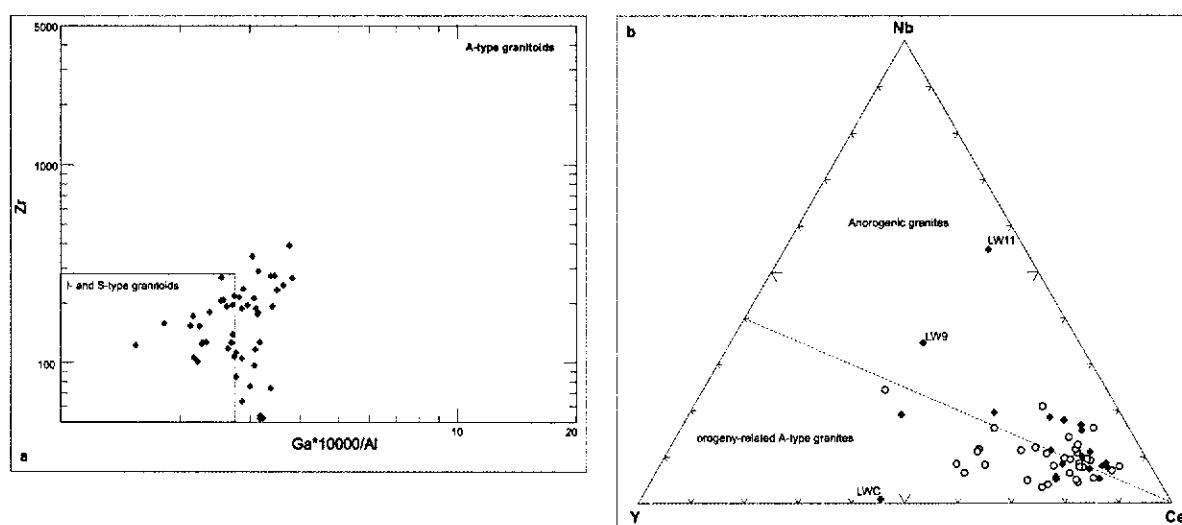 5000
A-type granitoids
1000
Zr
I- and S-type granitoids
100
10
20
Ga*10000/Al
a
b
Nb
Anorogenic granites
LW11
LW9
orogeny-related A-type granites
LWC
Y
Ce